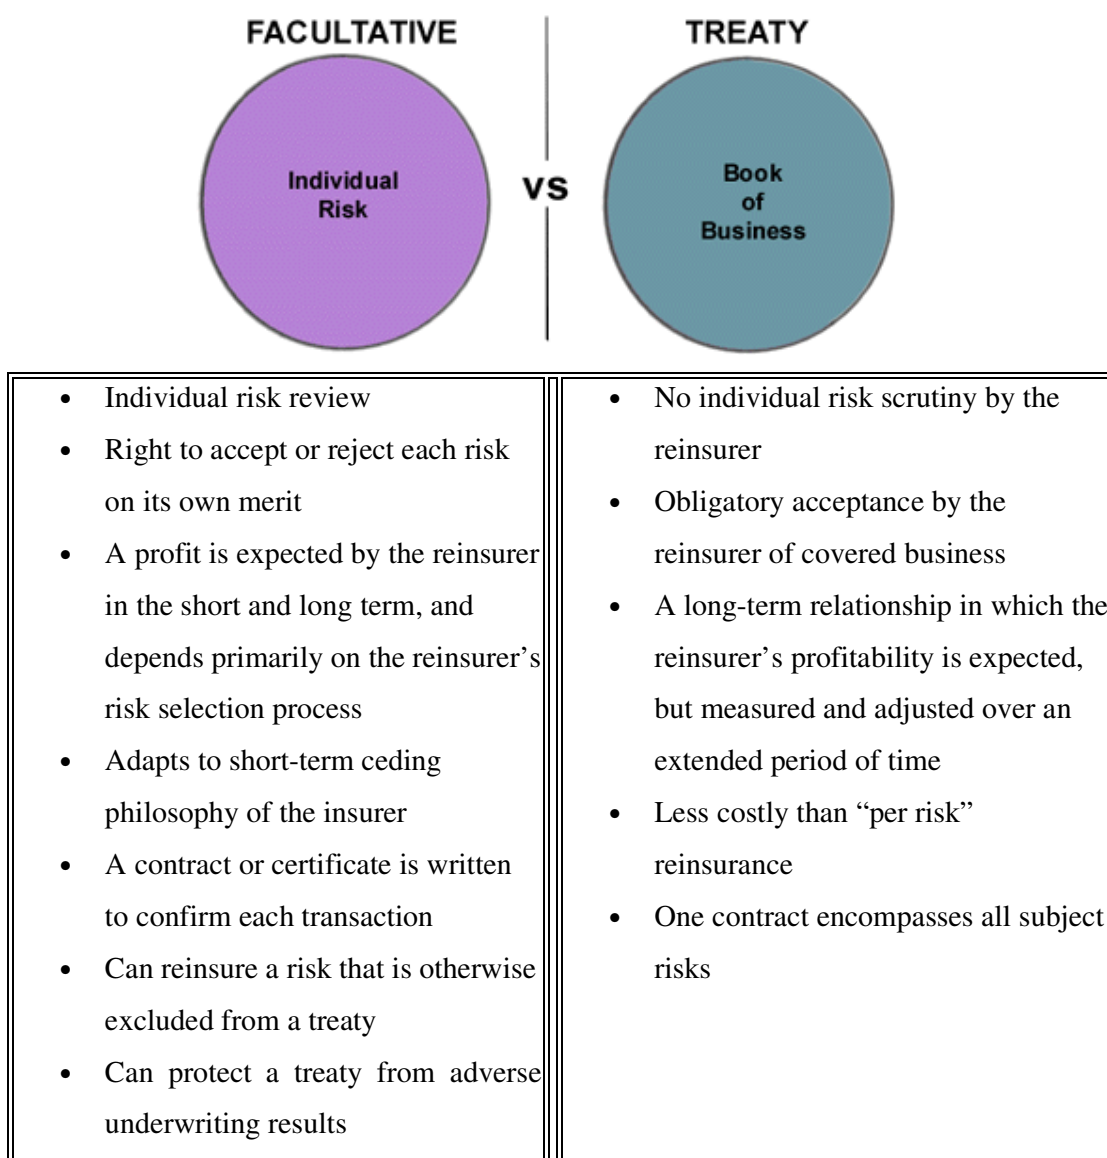 FACULTATIVE
Individual
Risk
vs
TREATY
Book
of
Business
• Individual risk review
• Right to accept or reject each risk
on its own merit
• A profit is expected by the reinsurer
in the short and long term, and
depends primarily on the reinsurer’s
risk selection process
• Adapts to short-term ceding
philosophy of the insurer
• A contract or certificate is written
to confirm each transaction
• Can reinsure a risk that is otherwise
excluded from a treaty
• Can protect a treaty from adverse
underwriting results
• No individual risk scrutiny by the
reinsurer
• Obligatory acceptance by the
reinsurer of covered business
• A long-term relationship in which the
reinsurer’s profitability is expected,
but measured and adjusted over an
extended period of time
• Less costly than “per risk”
reinsurance
• One contract encompasses all subject
risks